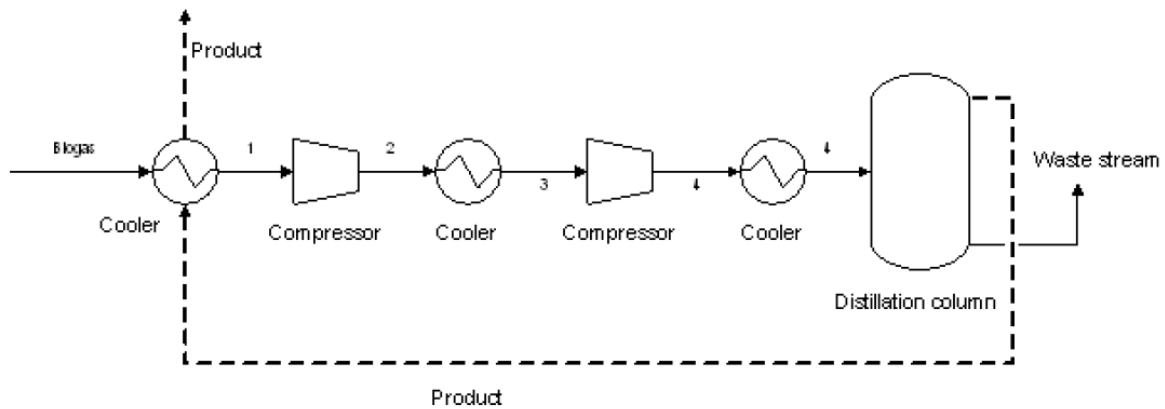 Product
Biogas
1
2
4
Waste stream
3
4
Cooler
Compressor
Cooler
Compressor
Cooler
Distillation column
Product